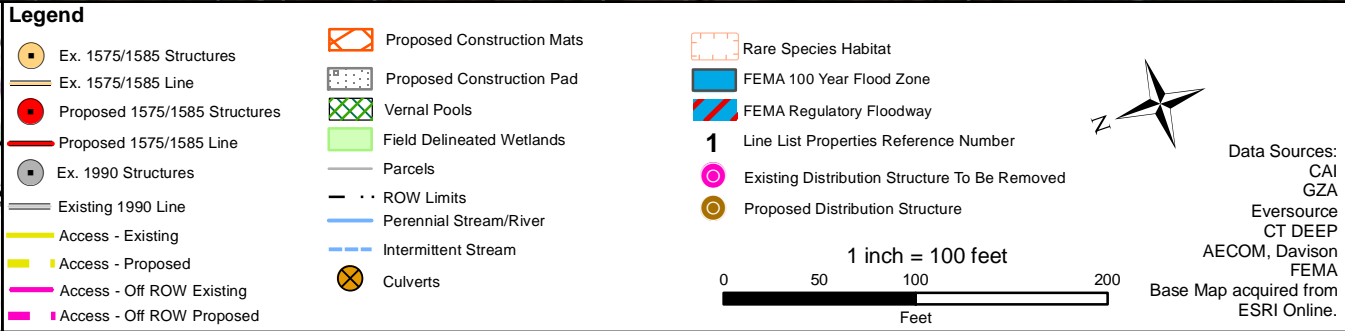 Legend
Ex. 1575/1585 Structures
Ex. 1575/1585 Line
Proposed 1575/1585 Structures
Proposed 1575/1585 Line
Ex. 1990 Structures
Existing 1990 Line
Access - Existing
Access - Proposed
Access - Off ROW Existing
Access - Off ROW Proposed
Proposed Construction Mats
Proposed Construction Pad
Vernal Pools
Field Delineated Wetlands
Parcels
ROW Limits
Perennial Stream/River
Intermittent Stream
Culverts
Rare Species Habitat
FEMA 100 Year Flood Zone
FEMA Regulatory Floodway
1 Line List Properties Reference Number
Existing Distribution Structure To Be Removed
Proposed Distribution Structure
1 inch = 100 feet
0 50 100 200
Feet
N
Data Sources:
CAI
GZA
Eversource
CT DEEP
AECOM, Davison
FEMA
Base Map acquired from
ESRI Online.